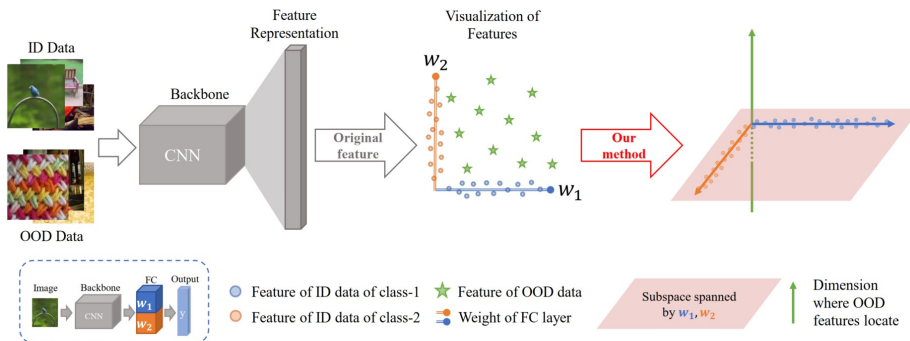 ID Data
OOD Data
Backbone
CNN
Feature
Representation
Original
feature
Visualization of
Features
w₂
w₁
Our
method
Image
Backbone
CNN
FC
w₁
w₂
Output
y
Feature of ID data of class-1
Feature of ID data of class-2
Feature of OOD data
Weight of FC layer
Subspace spanned
by w₁, w₂
Dimension
where OOD
features locate